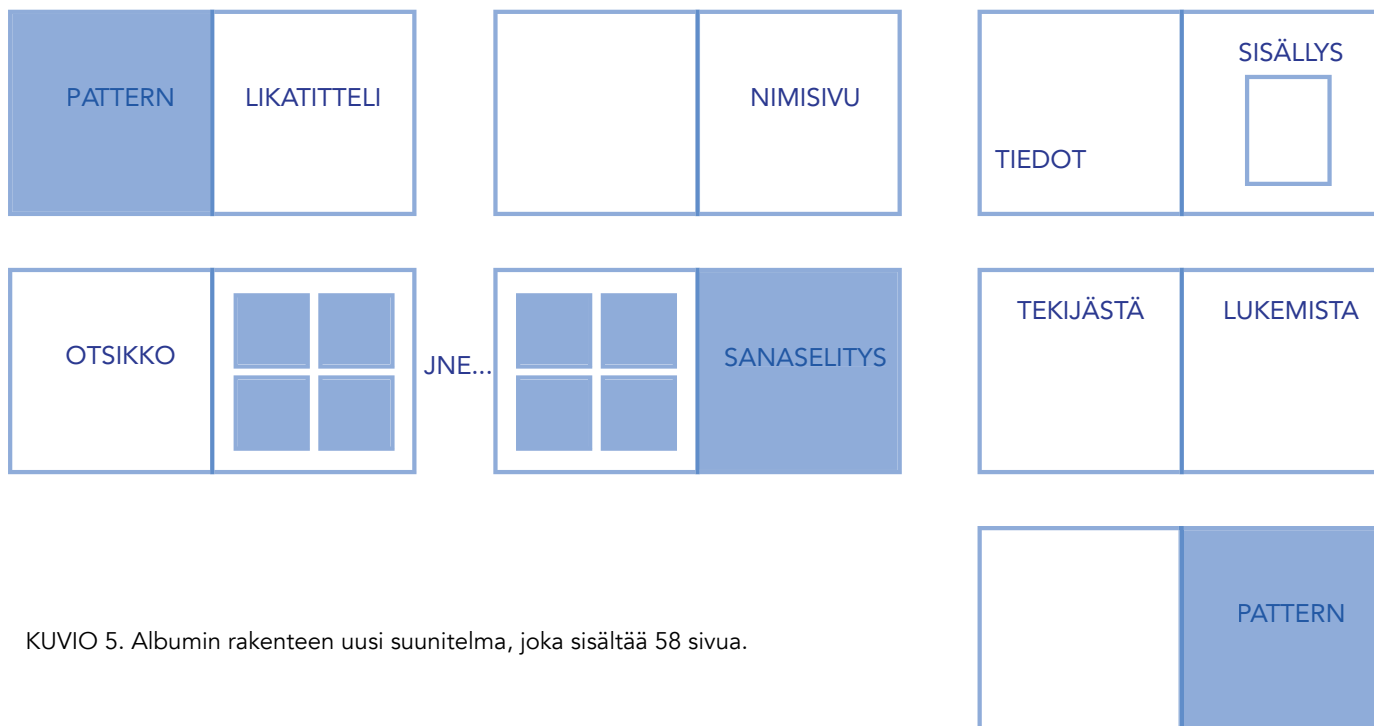 PATTERN
LIKATITTELI
NIMISIVU
TIEDOT
SISÄLLYS
OTSIKKO
JNE...
SANASELITYS
TEKIJÄSTÄ
LUKEMISTA
PATTERN
KUVIO 5. Albumin rakenteen uusi suunitelma, joka sisältää 58 sivua.